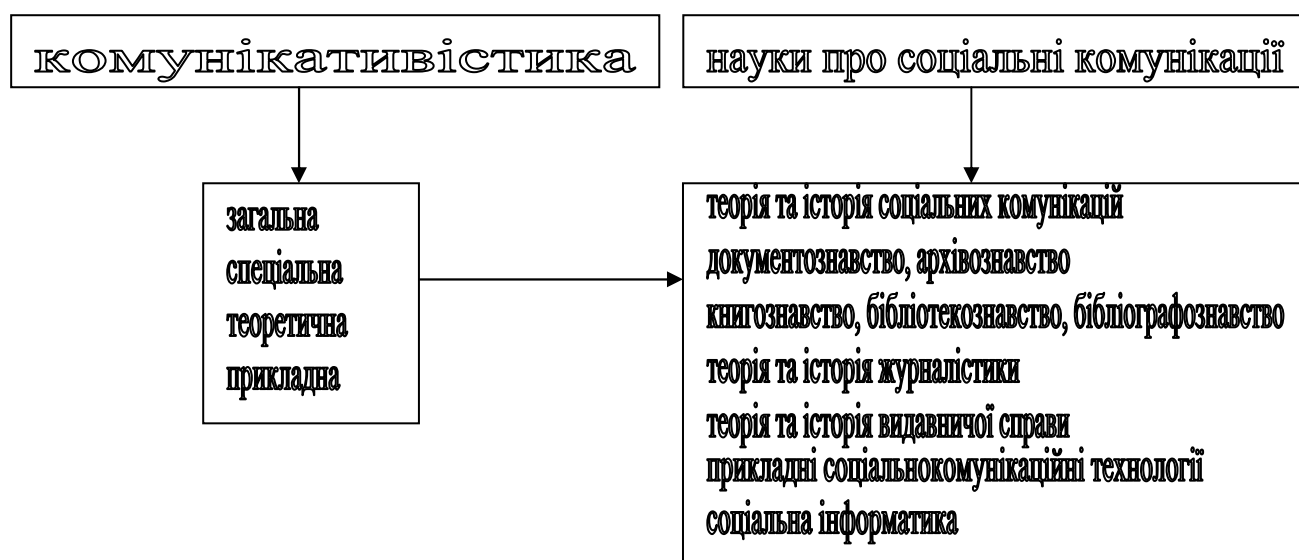 комунікативістика
науки про соціальні комунікації
загальна
спеціальна
теоретична
прикладна
теорія та історія соціальних комунікацій
документознавство, архівознавство
книгознавство, бібліотекознавство, бібліографознавство
теорія та історія журналістики
теорія та історія видавничої справи
прикладні соціальнокомунікаційні технології
соціальна інформатика